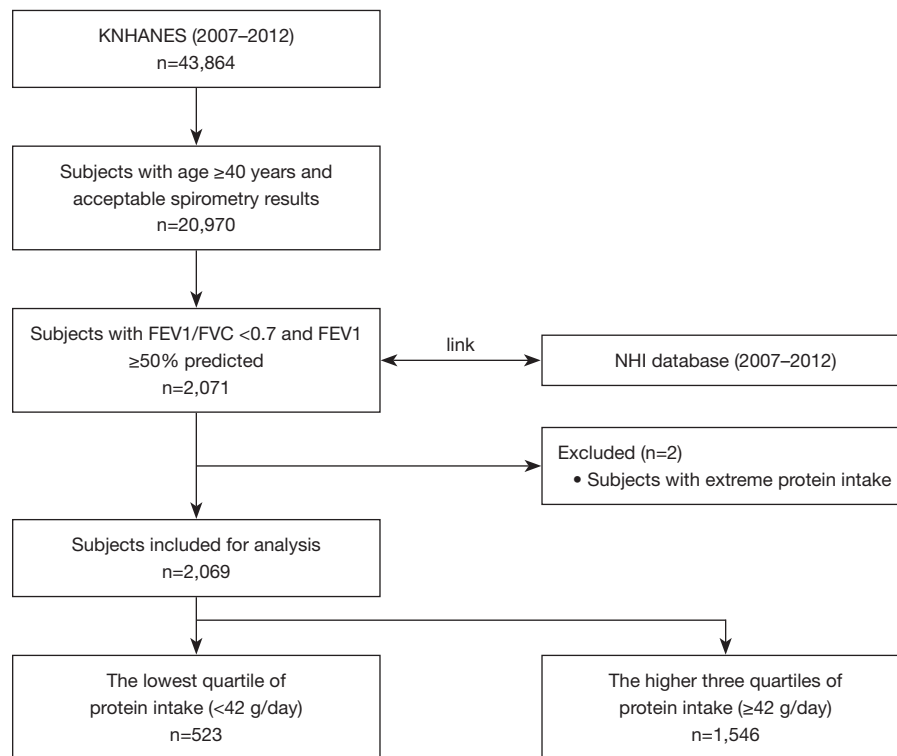 KNHANES (2007–2012)
n=43,864
Subjects with age ≥40 years and
acceptable spirometry results
n=20,970
Subjects with FEV1/FVC <0.7 and FEV1
≥50% predicted
n=2,071
link
NHI database (2007–2012)
Excluded (n=2)
• Subjects with extreme protein intake
Subjects included for analysis
n=2,069
The lowest quartile of
protein intake (<42 g/day)
n=523
The higher three quartiles of
protein intake (≥42 g/day)
n=1,546